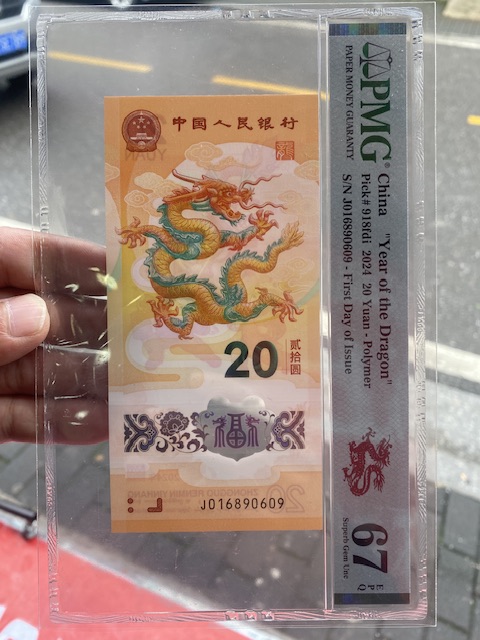 中国人民银行
20
贰拾圆
J016890609
PMG
PAPER MONEY GUARANTY
China "Year of the Dragon"
Pick# 918fdi 2024 20 Yuan - Polymer
S/N J016890609 - First Day of Issue
67
EPQ
Superb Gem Unc